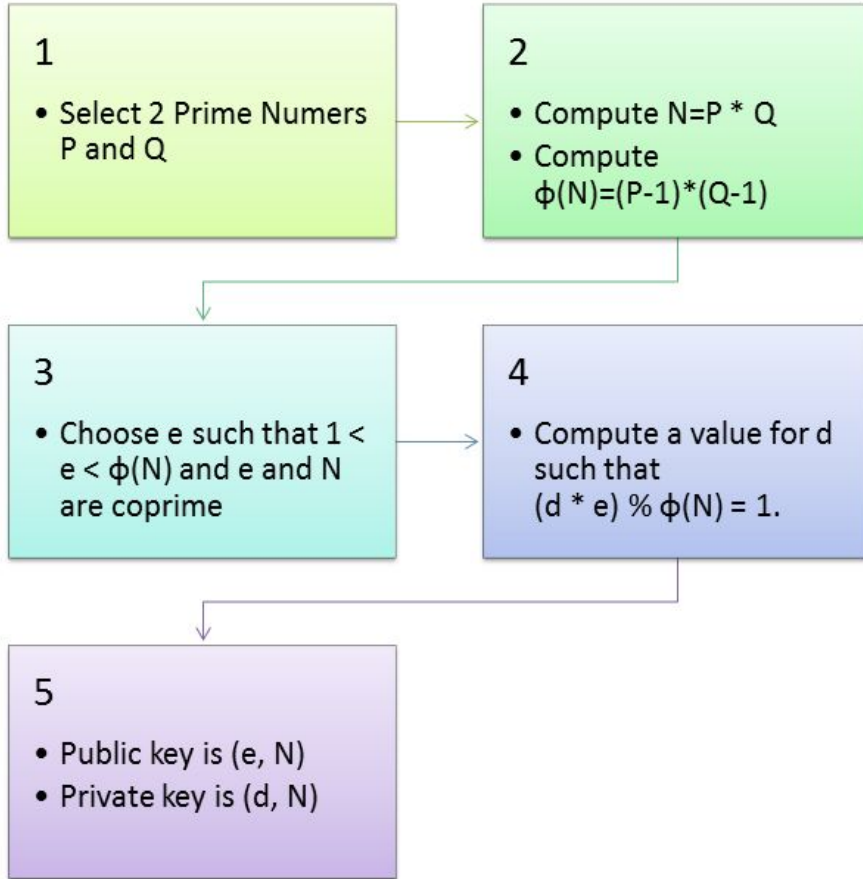 1
• Select 2 Prime Numers
P and Q
2
• Compute N=P * Q
• Compute
ϕ(N)=(P-1)*(Q-1)
3
• Choose e such that 1 <
e < ϕ(N) and e and N
are coprime
4
• Compute a value for d
such that
(d * e) % ϕ(N) = 1.
5
• Public key is (e, N)
• Private key is (d, N)